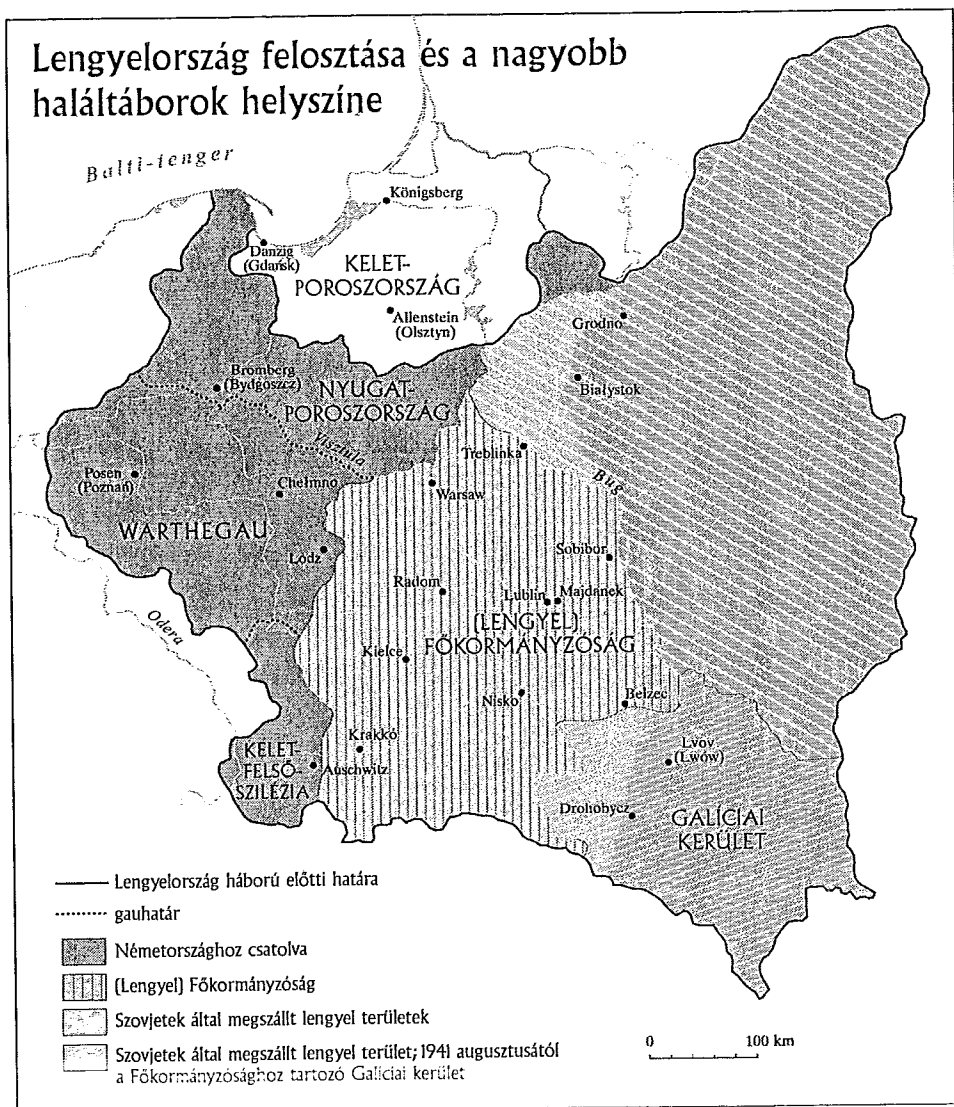 Lengyelország felosztása és a nagyobb
haláltáborok helyszíne
Balti-tenger
Königsberg
Danzig
(Gdańsk)
KELET-
POROSZORSZÁG
Allenstein
(Olsztyn)
Grodno
Białystok
Bromberg
(Bydgoszcz)
NYUGAT-
POROSZORSZÁG
Visztula
Treblinka
Bug
Posen
(Poznań)
Chełmno
Warsaw
WARTHEGAU
Lodz
Sobibor
Radom
Lublin
Majdanek
Odera
(LENGYEL)
FŐKORMÁNYZÓSÁG
Kielce
Nisko
Belzec
Krakkó
Lvov
(Lwów)
KELET-
FELSŐ-
SZILÉZIA
Auschwitz
Drohobycz
GALÍCIAI
KERÜLET
Lengyelország háború előtti határa
gauhatár
Németországhoz csatolva
(Lengyel) Főkormányzóság
Szovjetek által megszállt lengyel területek
Szovjetek által megszállt lengyel terület; 1941 augusztusától
a Főkormányzósághoz tartozó Galíciai kerület
0 100 km